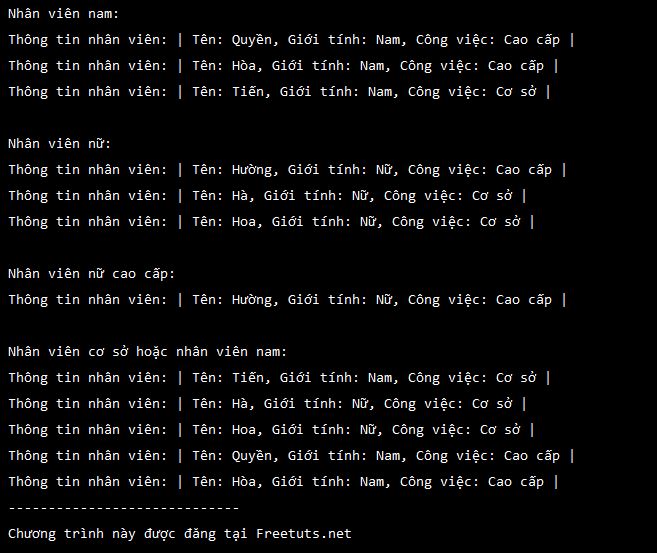 Nhân viên nam:
Thông tin nhân viên: | Tên: Quyền, Giới tính: Nam, Công việc: Cao cấp |
Thông tin nhân viên: | Tên: Hòa, Giới tính: Nam, Công việc: Cao cấp |
Thông tin nhân viên: | Tên: Tiến, Giới tính: Nam, Công việc: Cơ sở |
Nhân viên nữ:
Thông tin nhân viên: | Tên: Hường, Giới tính: Nữ, Công việc: Cao cấp |
Thông tin nhân viên: | Tên: Hà, Giới tính: Nữ, Công việc: Cơ sở |
Thông tin nhân viên: | Tên: Hoa, Giới tính: Nữ, Công việc: Cơ sở |
Nhân viên nữ cao cấp:
Thông tin nhân viên: | Tên: Hường, Giới tính: Nữ, Công việc: Cao cấp |
Nhân viên cơ sở hoặc nhân viên nam:
Thông tin nhân viên: | Tên: Tiến, Giới tính: Nam, Công việc: Cơ sở |
Thông tin nhân viên: | Tên: Hà, Giới tính: Nữ, Công việc: Cơ sở |
Thông tin nhân viên: | Tên: Hoa, Giới tính: Nữ, Công việc: Cơ sở |
Thông tin nhân viên: | Tên: Quyền, Giới tính: Nam, Công việc: Cao cấp |
Thông tin nhân viên: | Tên: Hòa, Giới tính: Nam, Công việc: Cao cấp |
-----------------------------
Chương trình này được đăng tại Freetuts.net